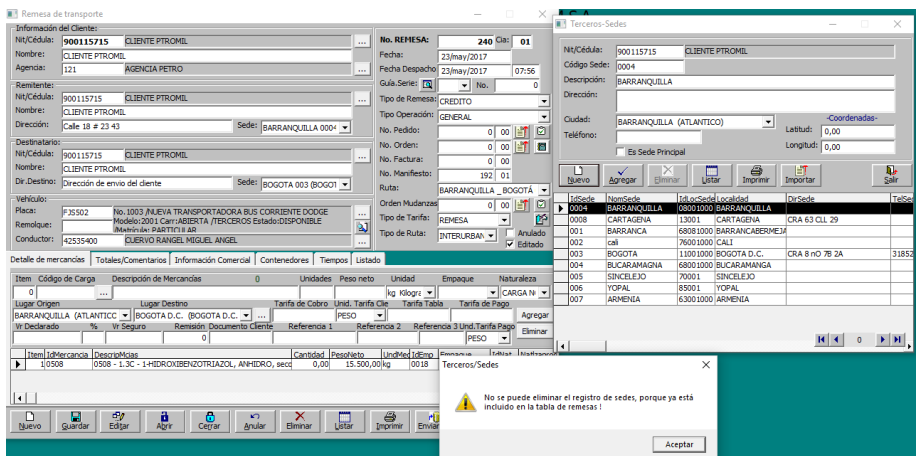 Remesa de transporte
Información del Cliente:
Nit/Cédula: 900115715 CLIENTE PTROMIL ...
Nombre: CLIENTE PTROMIL
Agencia: 121 AGENCIA PETRO ...
Remitente:
Nit/Cédula: 900115715 CLIENTE PTROMIL ...
Nombre: CLIENTE PTROMIL
Dirección: Calle 18 # 23 43 Sede: BARRANQUILLA 0004
Destinatario:
Nit/Cédula: 900115715 CLIENTE PTROMIL ...
Nombre: CLIENTE PTROMIL
Dir.Destino: Dirección de envio del cliente Sede: BOGOTA 003 (BOGOT
Vehículo:
Placa: FJS502 No.1003 /NUEVA TRANSPORTADORA BUS CORRIENTE DODGE
Modelo:2001 Carr:ABIERTA /TERCEROS Estado:DISPONIBLE
/Matrícula: PARTICULAR
Remolque:
Conductor: 42535400 CUERVO RANGEL MIGUEL ANGEL ...
No. REMESA: 240 Cia: 01
Fecha: 23/may/2017
Fecha Despacho 23/may/2017 07:56
Guía.Serie: No. 0
Tipo de Remesa: CREDITO
Tipo Operación: GENERAL
No. Pedido: 0 00
No. Orden: 0 00
No. Factura: 0 00
No. Manifiesto: 192 01
Ruta: BARRANQUILLA _ BOGOTÁ
Orden Mudanzas 0 00
Tipo de Tarifa: REMESA
Tipo de Ruta: INTERURBAN Anulado
Editado
Detalle de mercancías Totales/Comentarios Información Comercial Contenedores Tiempos Listado
Item Código de Carga Descripción de Mercancías 0 Unidades Peso neto Unidad Empaque Naturaleza
0 ... kg Kilogra CARGA N
Lugar Origen Lugar Destino Tarifa de Cobro Unid. Tarifa Clie Tarifa Tabla Tarifa de Pago
BARRANQUILLA (ATLANTICC BOGOTA D.C. (BOGOTA D.C. ... PESO Agregar
Vr Declarado % Vr Seguro Remisión Documento Cliente Referencia 1 Referencia 2 Referencia 3 Und.Tarifa Pago
0 PESO Eliminar
Item IdMercancia DescripMcias Cantidad PesoNeto UndMed IdEmp Empaque IdNat
1 0508 0508 - 1.3C - 1-HIDROXIBENZOTRIAZOL, ANHIDRO, secc 0,00 15.500,00 kg 0018
Nuevo Guardar Editar Abrir Cerrar Anular Eliminar Listar Imprimir Enviar
Terceros-Sedes
Nit/Cédula: 900115715 CLIENTE PTROMIL
Código Sede: 0004
Descripción: BARRANQUILLA
Dirección:
Ciudad: BARRANQUILLA (ATLANTICO)
-Coordenadas-
Teléfono: Latitud: 0,00
Es Sede Principal Longitud: 0,00
Nuevo Agregar Eliminar Listar Imprimir Importar Salir
IdSede NomSede IdLocSede Localidad DirSede TelSed
0004 BARRANQUILLA 08001000 BARRANQUILLA
0008 CARTAGENA 13001 CARTAGENA CRA 63 CLL 29
001 BARRANCA 68081000 BARRANCABERMEJA
002 cali 76001000 CALI
003 BOGOTA 11001000 BOGOTA D.C. CRA 8 nO 7B 2A 31852
004 BUCARAMAGNA 68001000 BUCARAMANGA
005 SINCELEJO 70001 SINCELEJO
006 YOPAL 85001 YOPAL
007 ARMENIA 63001000 ARMENIA
0
Terceros/Sedes
No se puede eliminar el registro de sedes, porque ya está
incluido en la tabla de remesas !
Aceptar